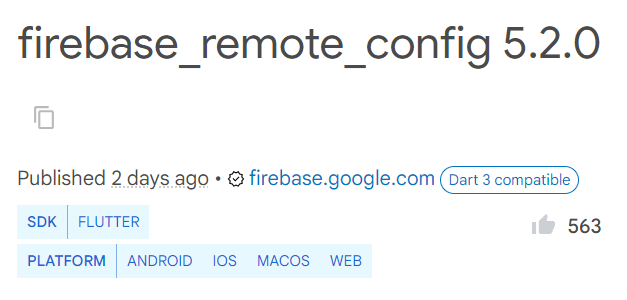 firebase_remote_config 5.2.0
Published 2 days ago • firebase.google.com Dart 3 compatible
SDK FLUTTER 563
PLATFORM ANDROID IOS MACOS WEB